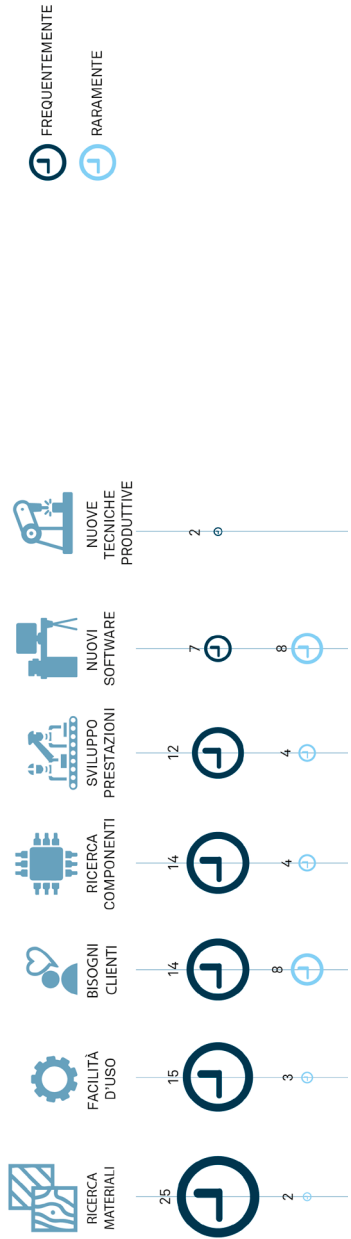 RICERCA
MATERIALI
25
2
FACILITÀ
D'USO
15
3
BISOGNI
CLIENTI
14
8
RICERCA
COMPONENTI
14
4
SVILUPPO
PRESTAZIONI
12
4
NUOVI
SOFTWARE
7
8
NUOVE
TECNICHE
PRODUTTIVE
2
FREQUENTEMENTE
RARAMENTE